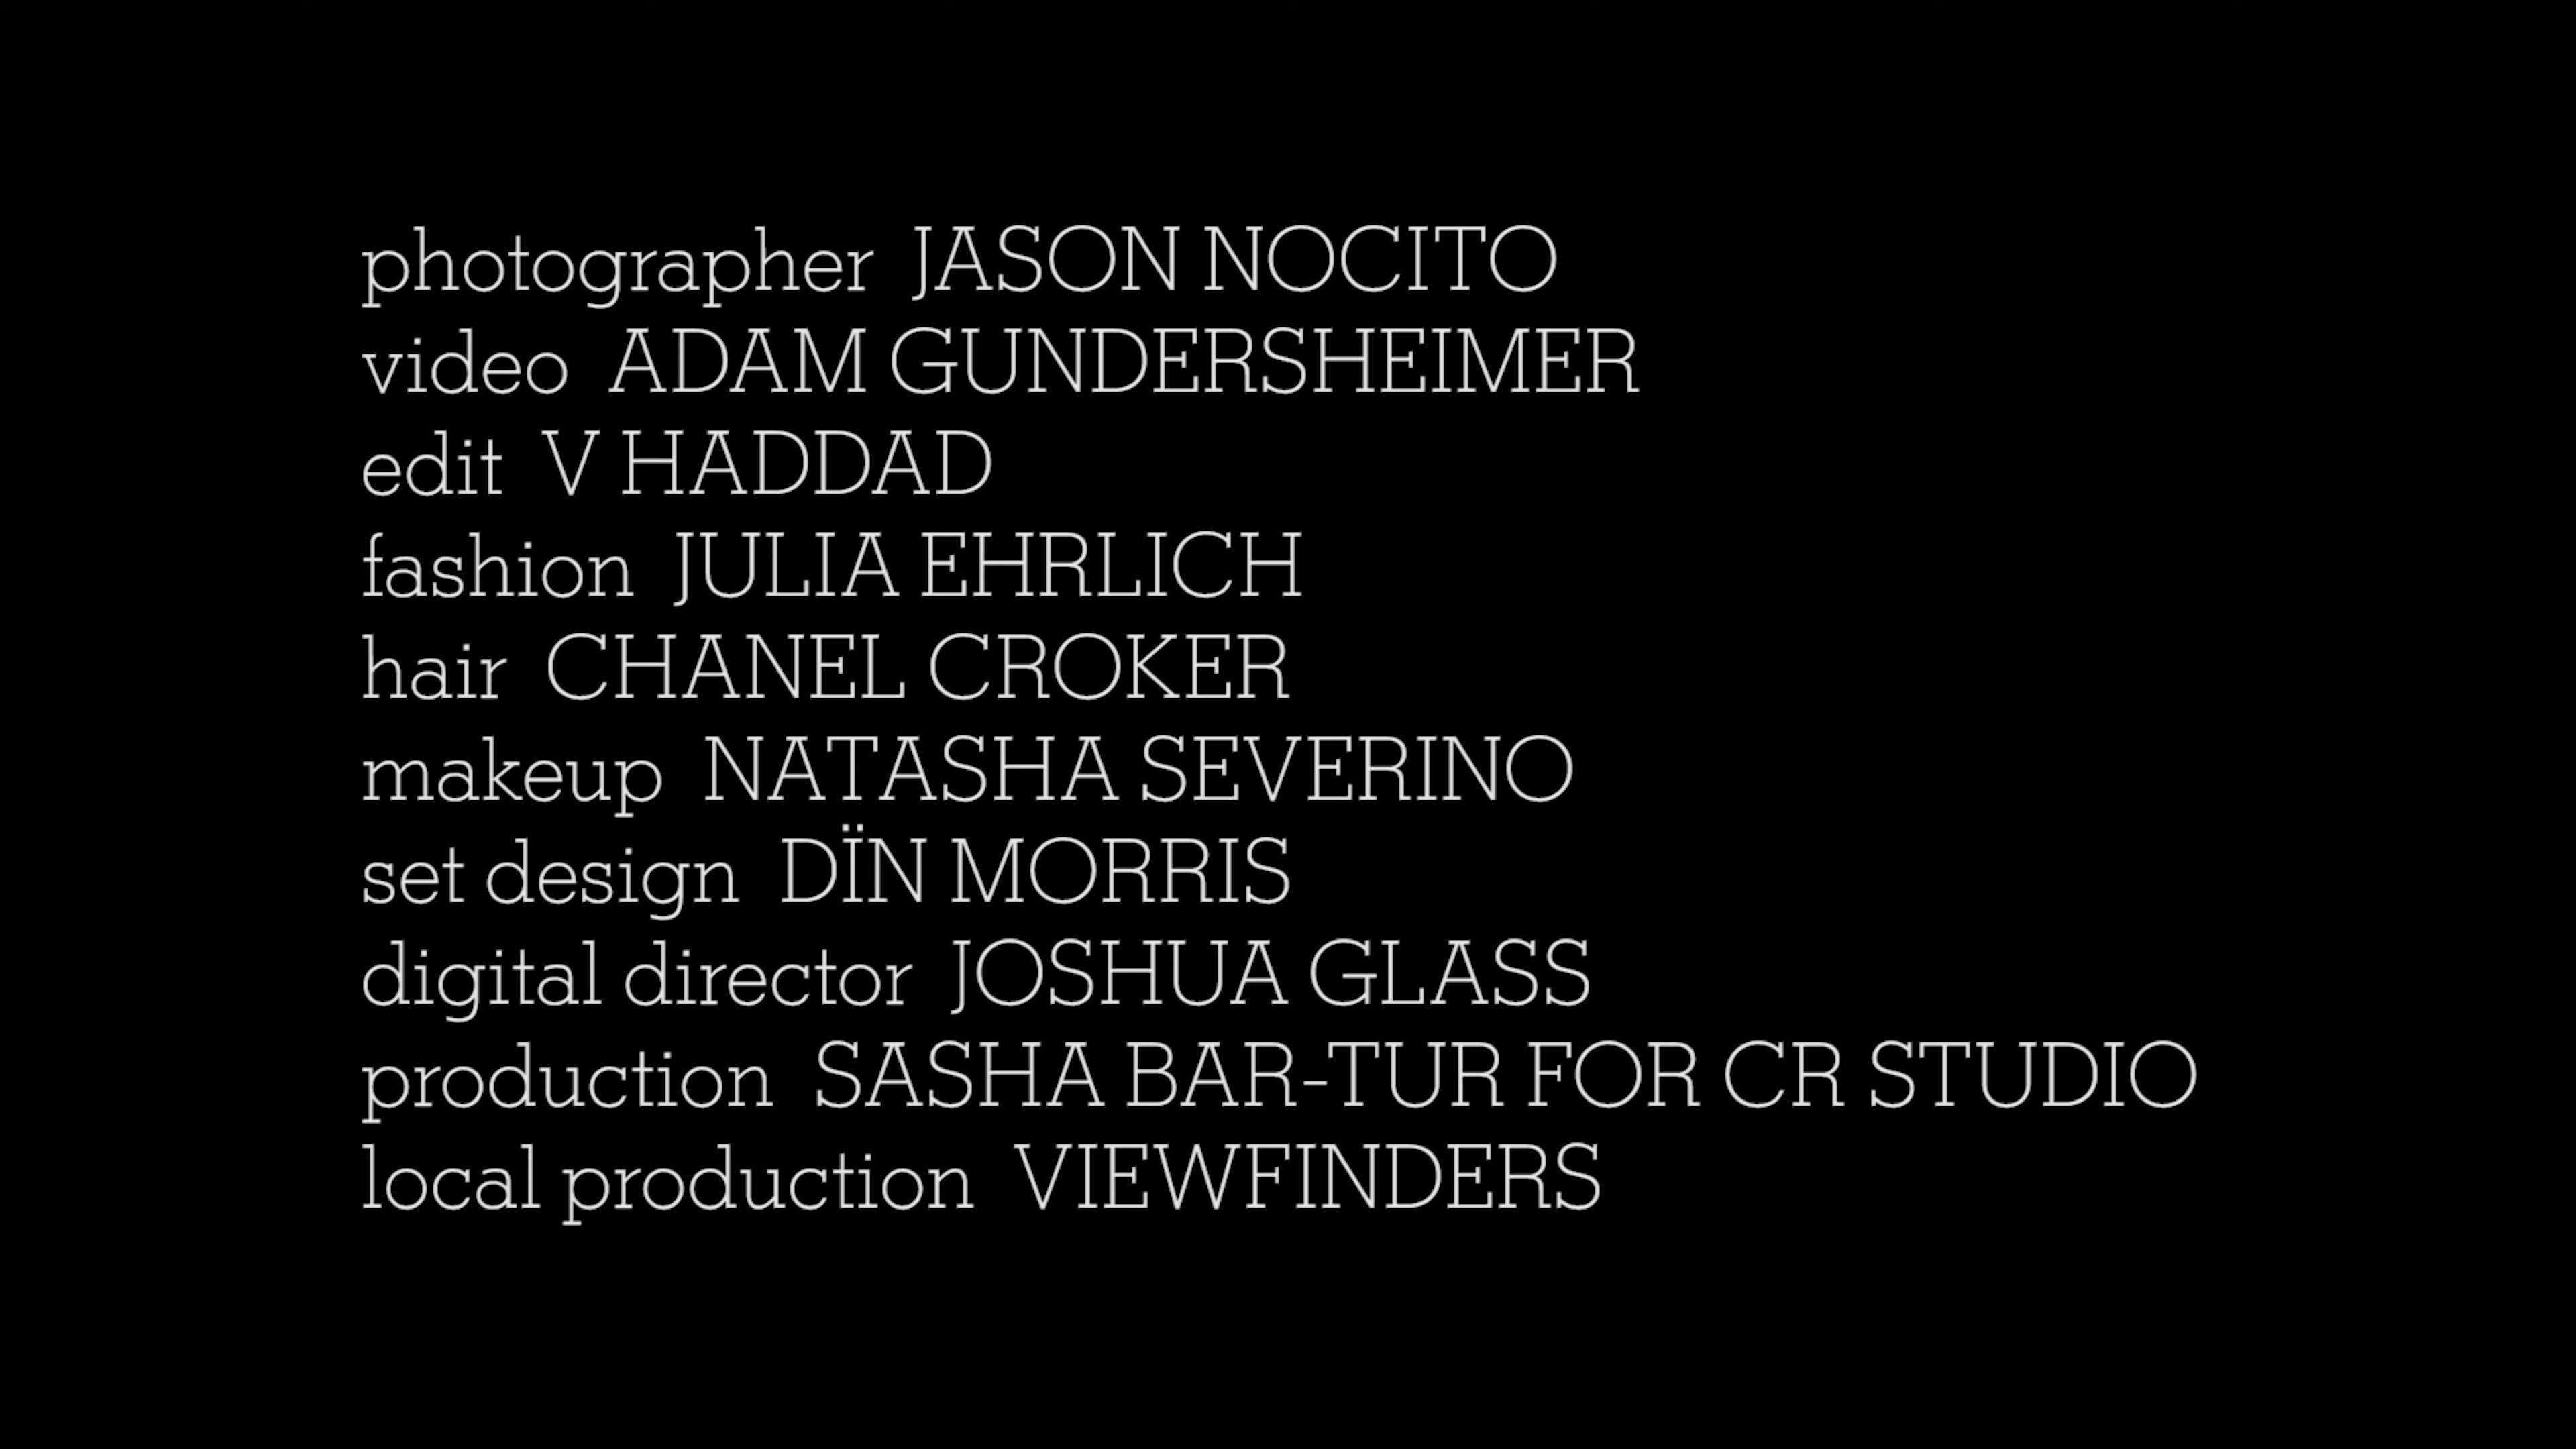 photographer JASON NOCITO
video ADAM GUNDERSHEIMER
edit V HADDAD
fashion JULIA EHRLICH
hair CHANEL CROKER
makeup NATASHA SEVERINO
set design DÏN MORRIS
digital director JOSHUA GLASS
production SASHA BAR-TUR FOR CR STUDIO
local production VIEWFINDERS